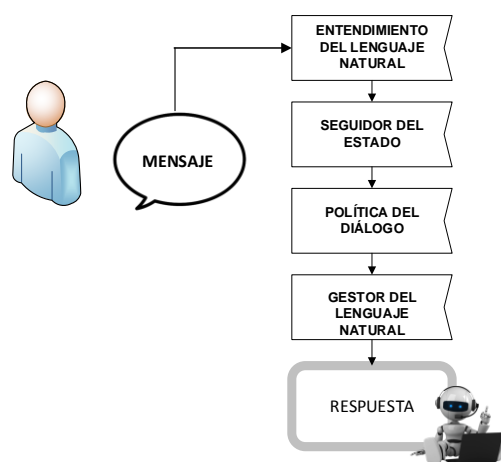 ENTENDIMIENTO
DEL LENGUAJE
NATURAL
MENSAJE
SEGUIDOR DEL
ESTADO
POLÍTICA DEL
DIÁLOGO
GESTOR DEL
LENGUAJE
NATURAL
RESPUESTA